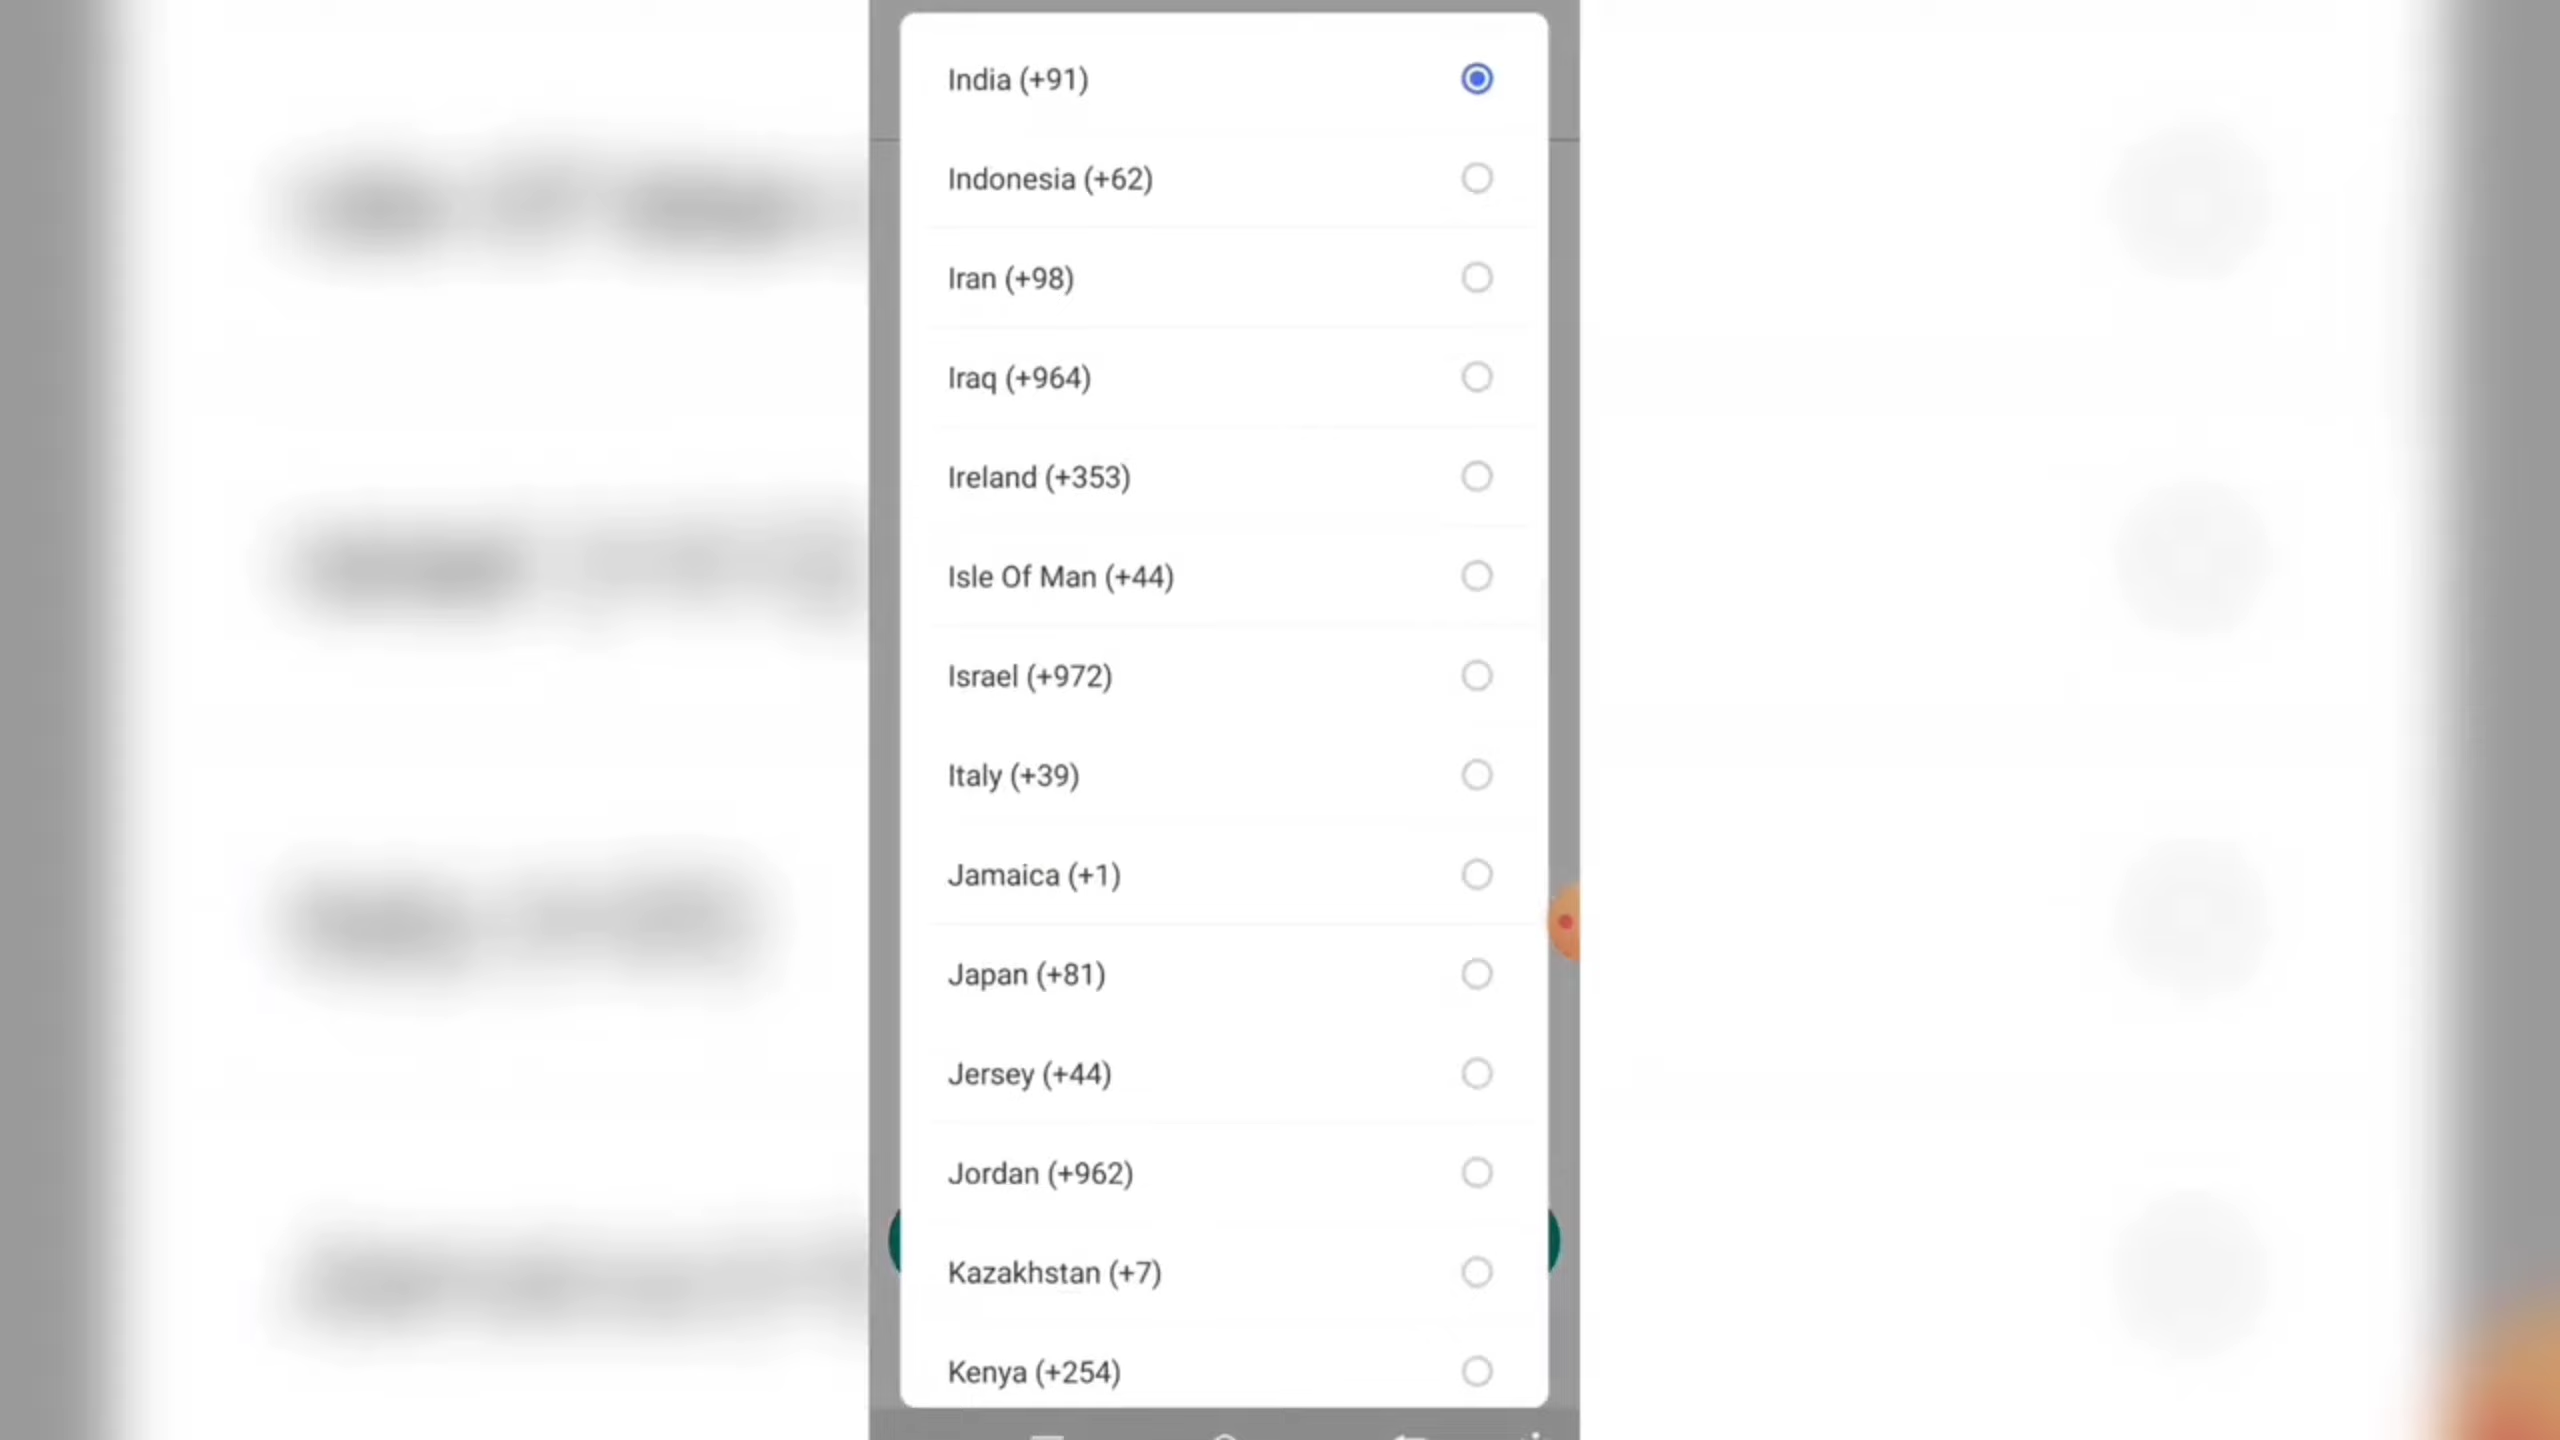 India (+91)
Indonesia (+62)
Iran (+98)
Iraq (+964)
Ireland (+353)
Isle Of Man (+44)
Israel (+972)
Italy (+39)
Jamaica (+1)
Japan (+81)
Jersey (+44)
Jordan (+962)
Kazakhstan (+7)
Kenya (+254)